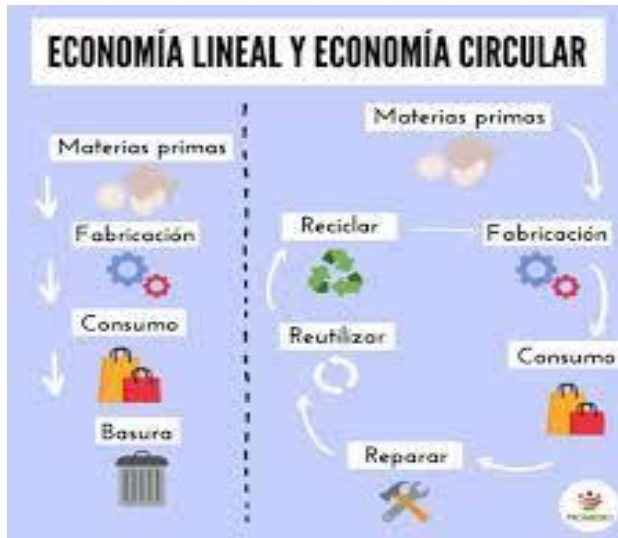 ECONOMÍA LINEAL Y ECONOMÍA CIRCULAR
Materias primas
Fabricación
Consumo
Basura
Materias primas
Fabricación
Consumo
Reparar
Reutilizar
Reciclar